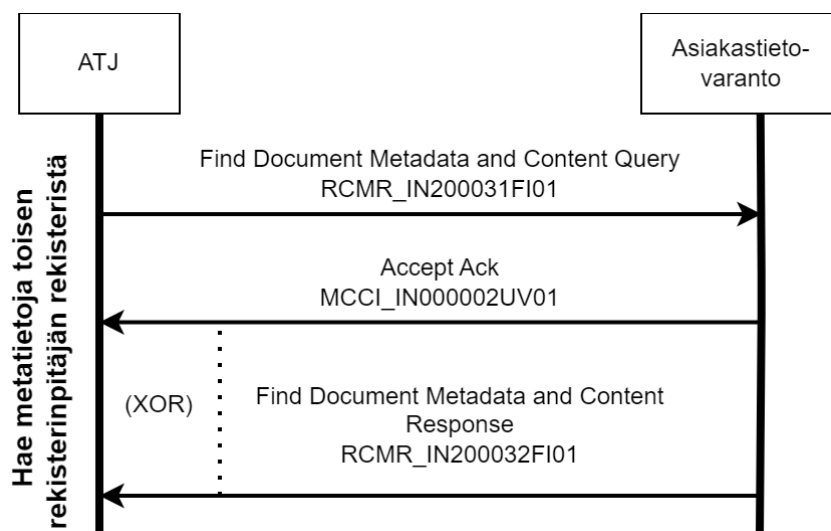 ATJ
Asiakastieto-
varanto
Hae metatietoja toisen
rekisterinpitäjän rekisteristä
Find Document Metadata and Content Query
RCMR_IN200031FI01
Accept Ack
MCCI_IN000002UV01
(XOR)
Find Document Metadata and Content
Response
RCMR_IN200032FI01